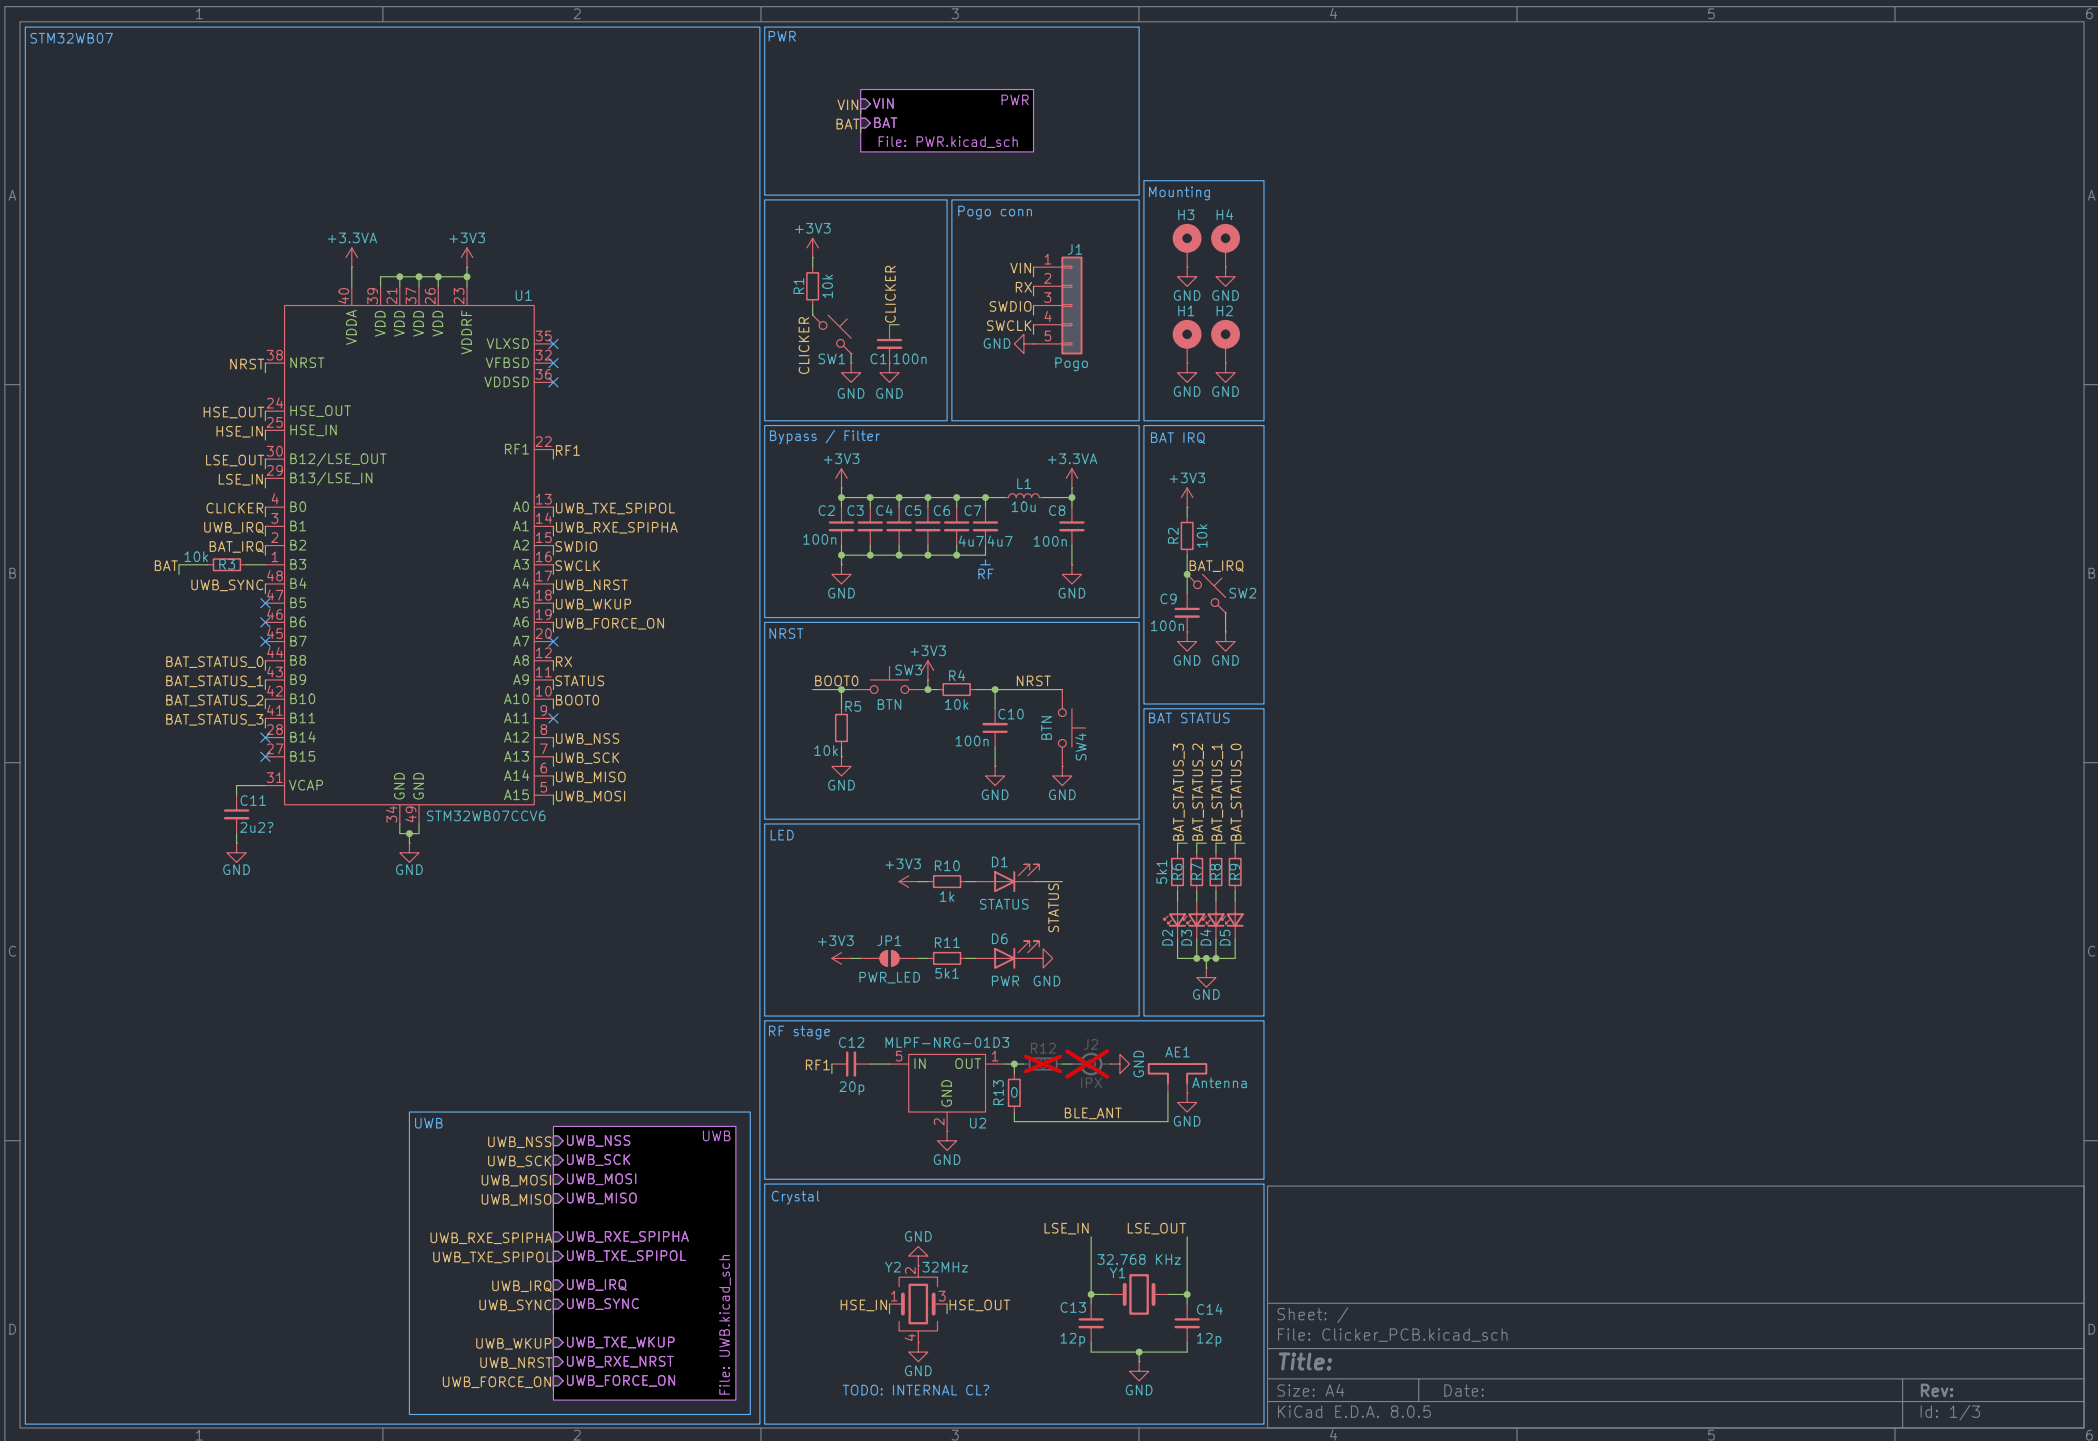 1 2 3 4 5 6
A B C D
STM32WB07
+3.3VA
+3V3
40 39 21 37 26 23
VDDA VDD VDD VDD VDD VDDRF
U1
NRST 38 NRST
HSE_OUT 24 HSE_OUT
HSE_IN 25 HSE_IN
LSE_OUT 30 B12/LSE_OUT
LSE_IN 29 B13/LSE_IN
CLICKER 4 B0
UWB_IRQ 3 B1
BAT_IRQ 2 B2
BAT 10k R3 1 B3
UWB_SYNC 48 B4
47 B5
46 B6
45 B7
BAT_STATUS_0 44 B8
BAT_STATUS_1 43 B9
BAT_STATUS_2 42 B10
BAT_STATUS_3 41 B11
28 B14
27 B15
31 VCAP
C11
2u2?
GND
GND GND
34 49
GND
STM32WB07CCV6
VLXSD 35
VFBSD 32
VDDSD 36
RF1 22 RF1
A0 13 UWB_TXE_SPIPOL
A1 14 UWB_RXE_SPIPHA
A2 15 SWDIO
A3 16 SWCLK
A4 17 UWB_NRST
A5 18 UWB_WKUP
A6 19 UWB_FORCE_ON
A7 20
A8 12 RX
A9 11 STATUS
A10 10 BOOT0
A11 9
A12 8 UWB_NSS
A13 7 UWB_SCK
A14 6 UWB_MISO
A15 5 UWB_MOSI
UWB
UWB
UWB_NSS UWB_NSS
UWB_SCK UWB_SCK
UWB_MOSI UWB_MOSI
UWB_MISO UWB_MISO
UWB_RXE_SPIPHA UWB_RXE_SPIPHA
UWB_TXE_SPIPOL UWB_TXE_SPIPOL
UWB_IRQ UWB_IRQ
UWB_SYNC UWB_SYNC
UWB_WKUP UWB_TXE_WKUP
UWB_NRST UWB_RXE_NRST
UWB_FORCE_ON UWB_FORCE_ON
File: UWB.kicad_sch
PWR
PWR
VIN VIN
BAT BAT
File: PWR.kicad_sch
+3V3
R1 10k
CLICKER
SW1
GND
CLICKER
C1 100n
GND
Pogo conn
J1
VIN 1
RX 2
SWDIO 3
SWCLK 4
GND 5
Pogo
Mounting
H3 H4
GND GND
H1 H2
GND GND
Bypass / Filter
+3V3 +3.3VA
L1
10u
C2 C3 C4 C5 C6 C7 C8
100n 4u7 4u7 100n
RF
GND GND
BAT IRQ
+3V3
R2 10k
BAT_IRQ
SW2
C9
100n
GND GND
NRST
+3V3
BOOT0 SW3 R4 NRST
BTN 10k
R5 C10
10k 100n
BTN SW4
GND GND GND
BAT STATUS
BAT_STATUS_3 BAT_STATUS_2 BAT_STATUS_1 BAT_STATUS_0
5k1 R6 R7 R8 R9
D2 D3 D4 D5
GND
LED
+3V3 R10 D1
1k STATUS
STATUS
+3V3 JP1 R11 D6
PWR_LED 5k1 PWR GND
RF stage
C12 MLPF-NRG-01D3 R12 J2 AE1
RF1 5 IN OUT 1 GND
20p GND R13 0 IPX Antenna
2 U2 BLE_ANT GND
GND
Crystal
GND
Y2 2 32MHz
HSE_IN 1 3 HSE_OUT
4
GND
TODO: INTERNAL CL?
LSE_IN LSE_OUT
32.768 KHz
Y1
C13 C14
12p 12p
GND
Sheet: /
File: Clicker_PCB.kicad_sch
Title:
Size: A4 Date: Rev:
KiCad E.D.A. 8.0.5 Id: 1/3
A B C D
1 2 3 4 5 6